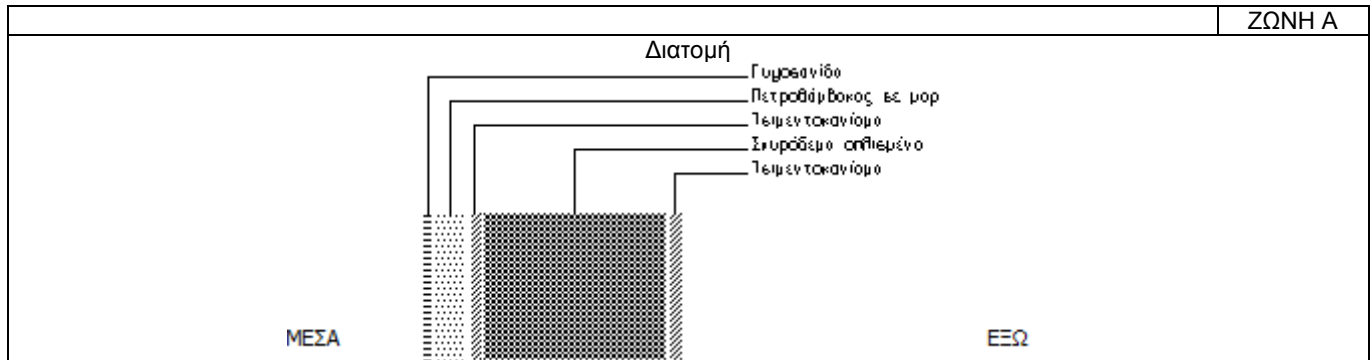 ΖΩΝΗ Α
Διατομή
Γυψοσανίδα
Πετροβάμβακας σε μορ
Τσιμεντοκονίαμα
Σκυρόδεμα οπλισμένο
Τσιμεντοκονίαμα
ΜΕΣΑ
ΕΞΩ